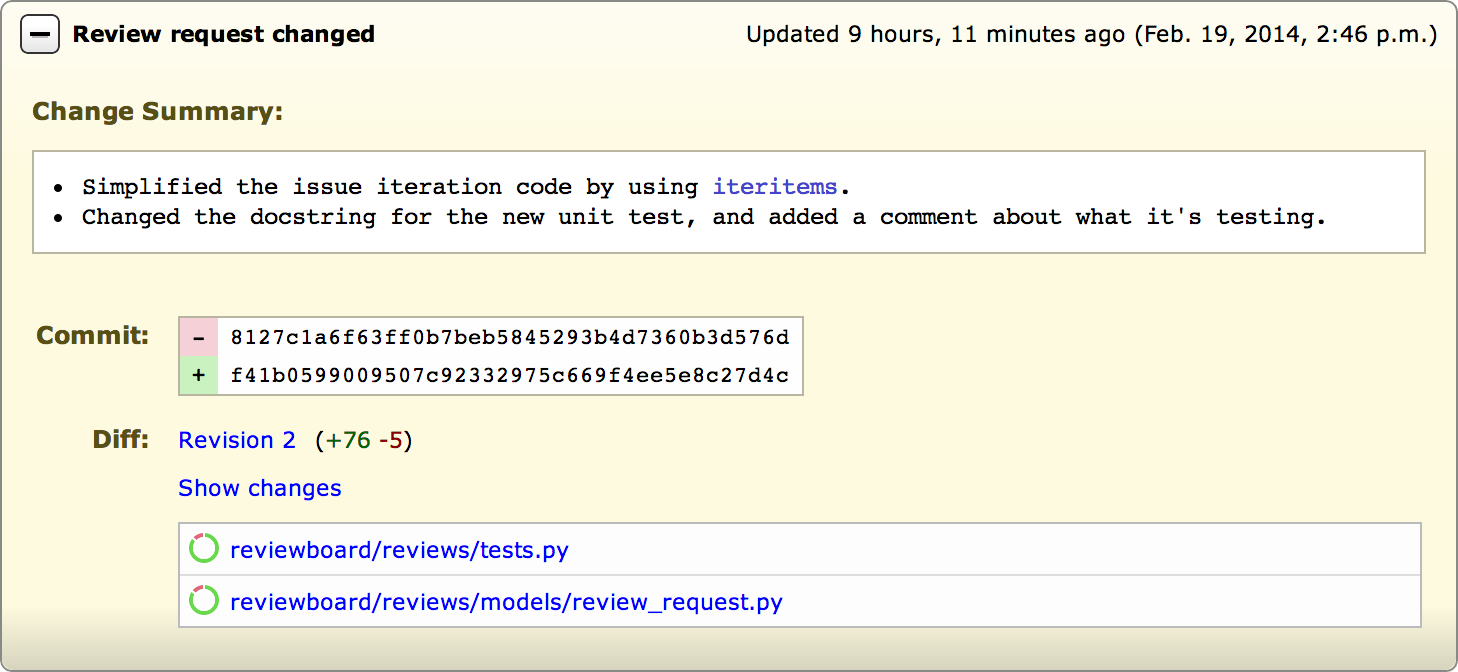 Review request changed
Updated 9 hours, 11 minutes ago (Feb. 19, 2014, 2:46 p.m.)
Change Summary:
• Simplified the issue iteration code by using iteritems.
• Changed the docstring for the new unit test, and added a comment about what it's testing.
Commit:
- 8127c1a6f63ff0b7beb5845293b4d7360b3d576d
+ f41b0599009507c92332975c669f4ee5e8c27d4c
Diff: Revision 2 (+76 -5)
Show changes
reviewboard/reviews/tests.py
reviewboard/reviews/models/review_request.py